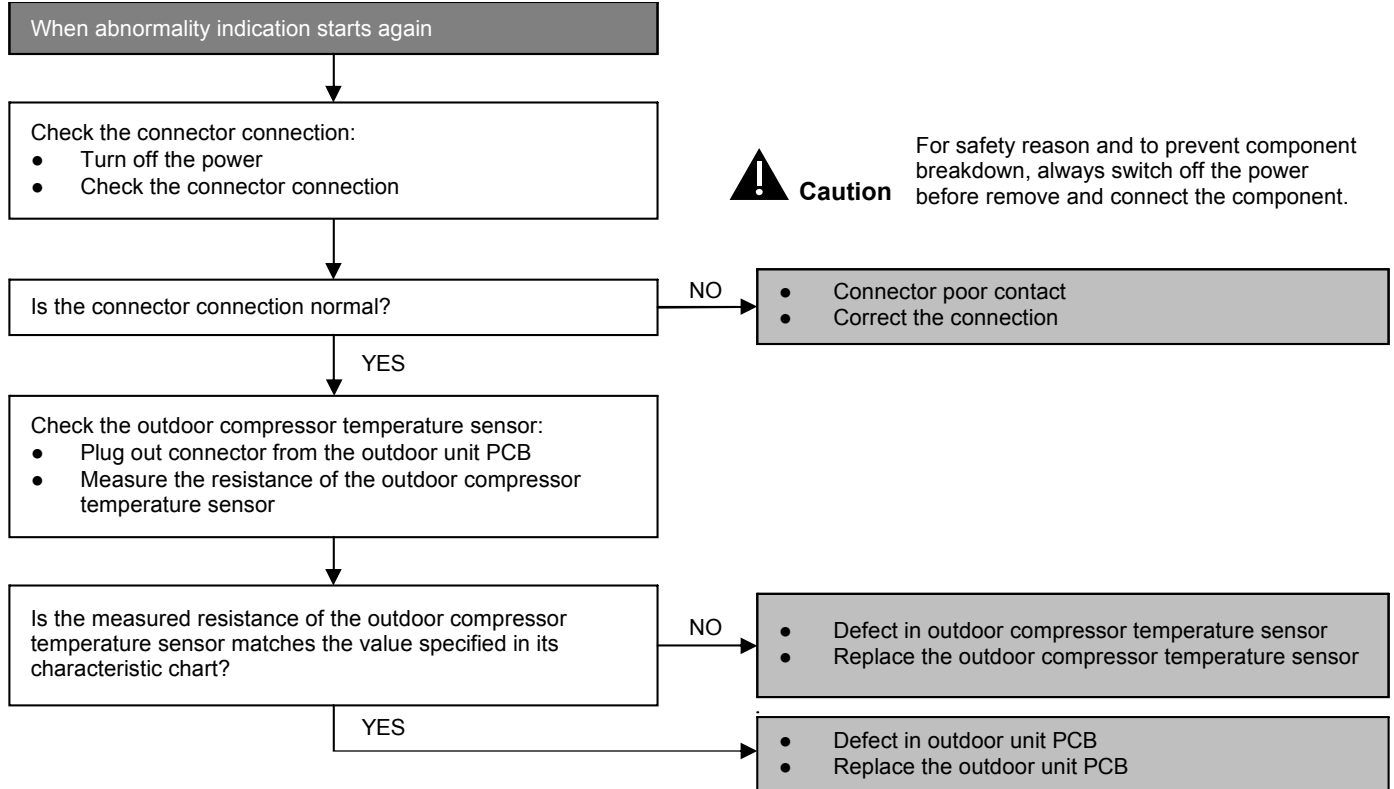 When abnormality indication starts again
Check the connector connection:
● Turn off the power
● Check the connector connection
Caution
For safety reason and to prevent component
breakdown, always switch off the power
before remove and connect the component.
Is the connector connection normal?
NO
● Connector poor contact
● Correct the connection
YES
Check the outdoor compressor temperature sensor:
● Plug out connector from the outdoor unit PCB
● Measure the resistance of the outdoor compressor
temperature sensor
Is the measured resistance of the outdoor compressor
temperature sensor matches the value specified in its
characteristic chart?
NO
● Defect in outdoor compressor temperature sensor
● Replace the outdoor compressor temperature sensor
YES
● Defect in outdoor unit PCB
● Replace the outdoor unit PCB